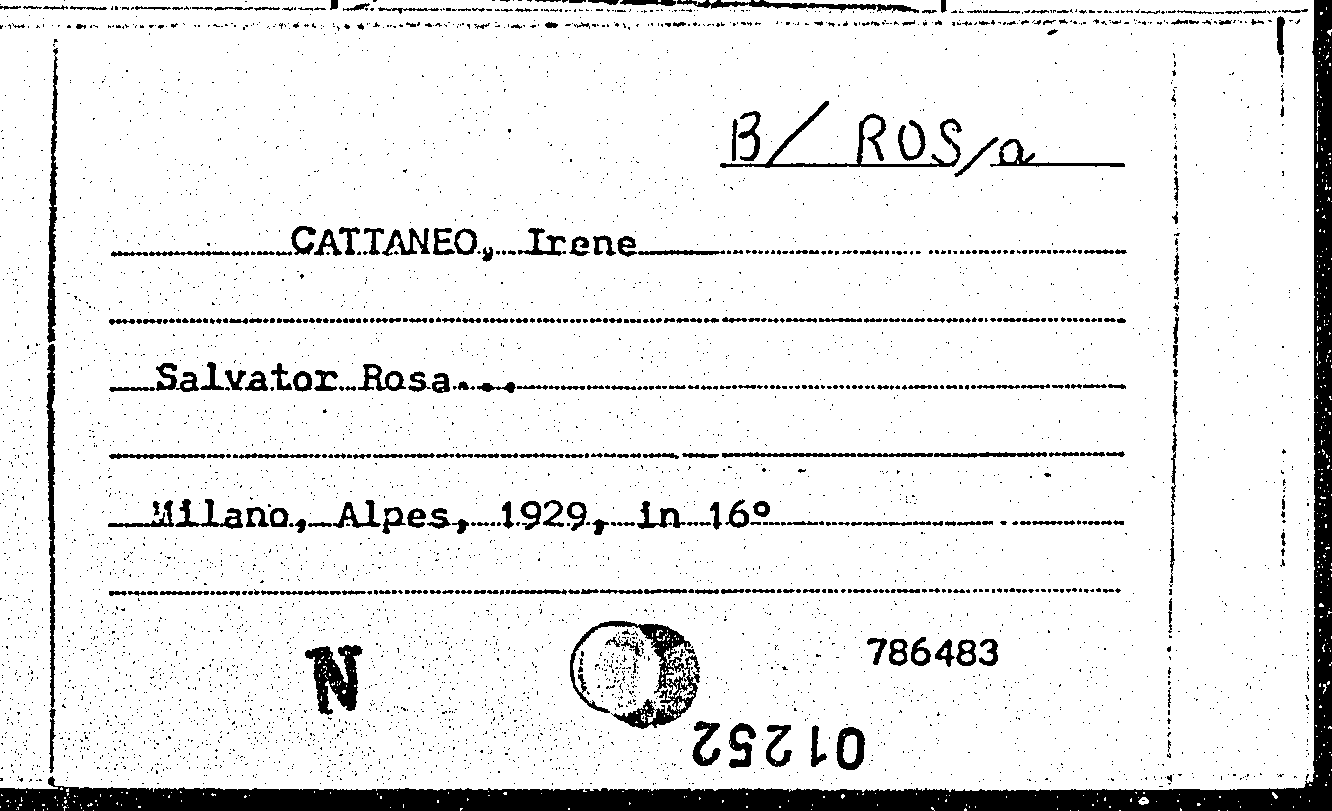 B/ ROS/a
CATTANEO, Irene
Salvator Rosa...
Milano, Alpes, 1929, in 16°
786483
N
01252